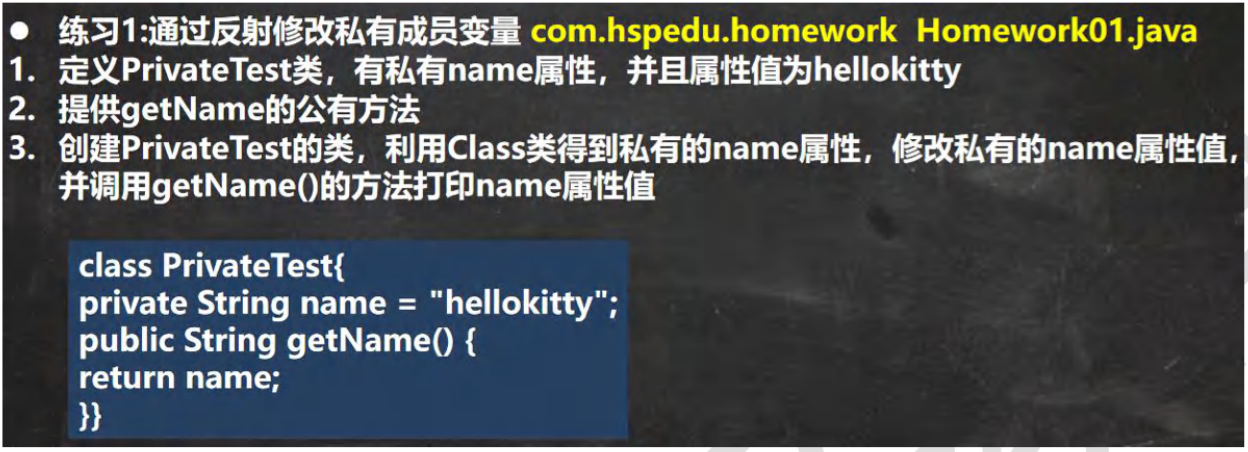 ● 练习1:通过反射修改私有成员变量 com.hspedu.homework Homework01.java
1. 定义PrivateTest类，有私有name属性，并且属性值为hellokitty
2. 提供getName的公有方法
3. 创建PrivateTest的类，利用Class类得到私有的name属性，修改私有的name属性值，
并调用getName()的方法打印name属性值
class PrivateTest{
private String name = "hellokitty";
public String getName() {
return name;
}}